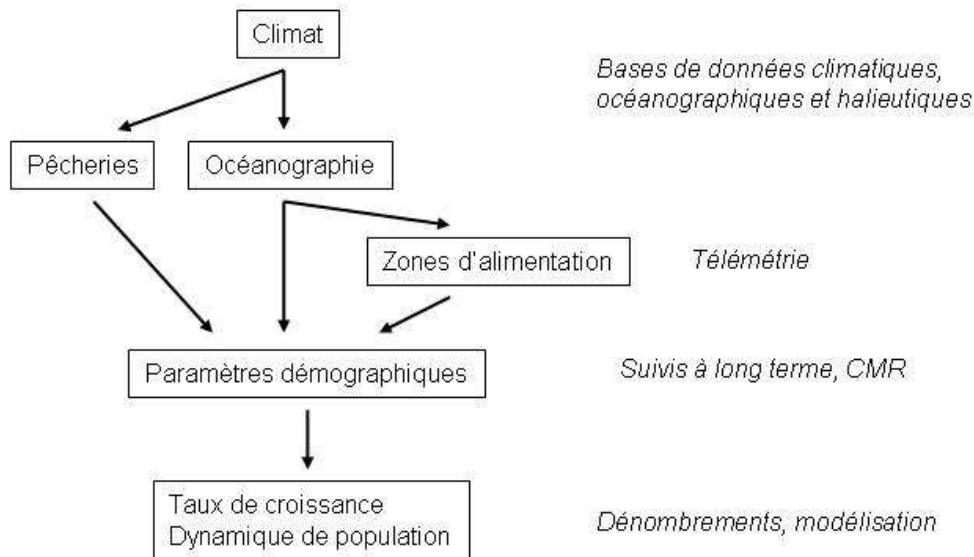 Climat
Bases de données climatiques,
océanographiques et halieutiques
Pêcheries
Océanographie
Zones d'alimentation
Télémétrie
Paramètres démographiques
Suivis à long terme, CMR
Taux de croissance
Dynamique de population
Dénombrements, modélisation